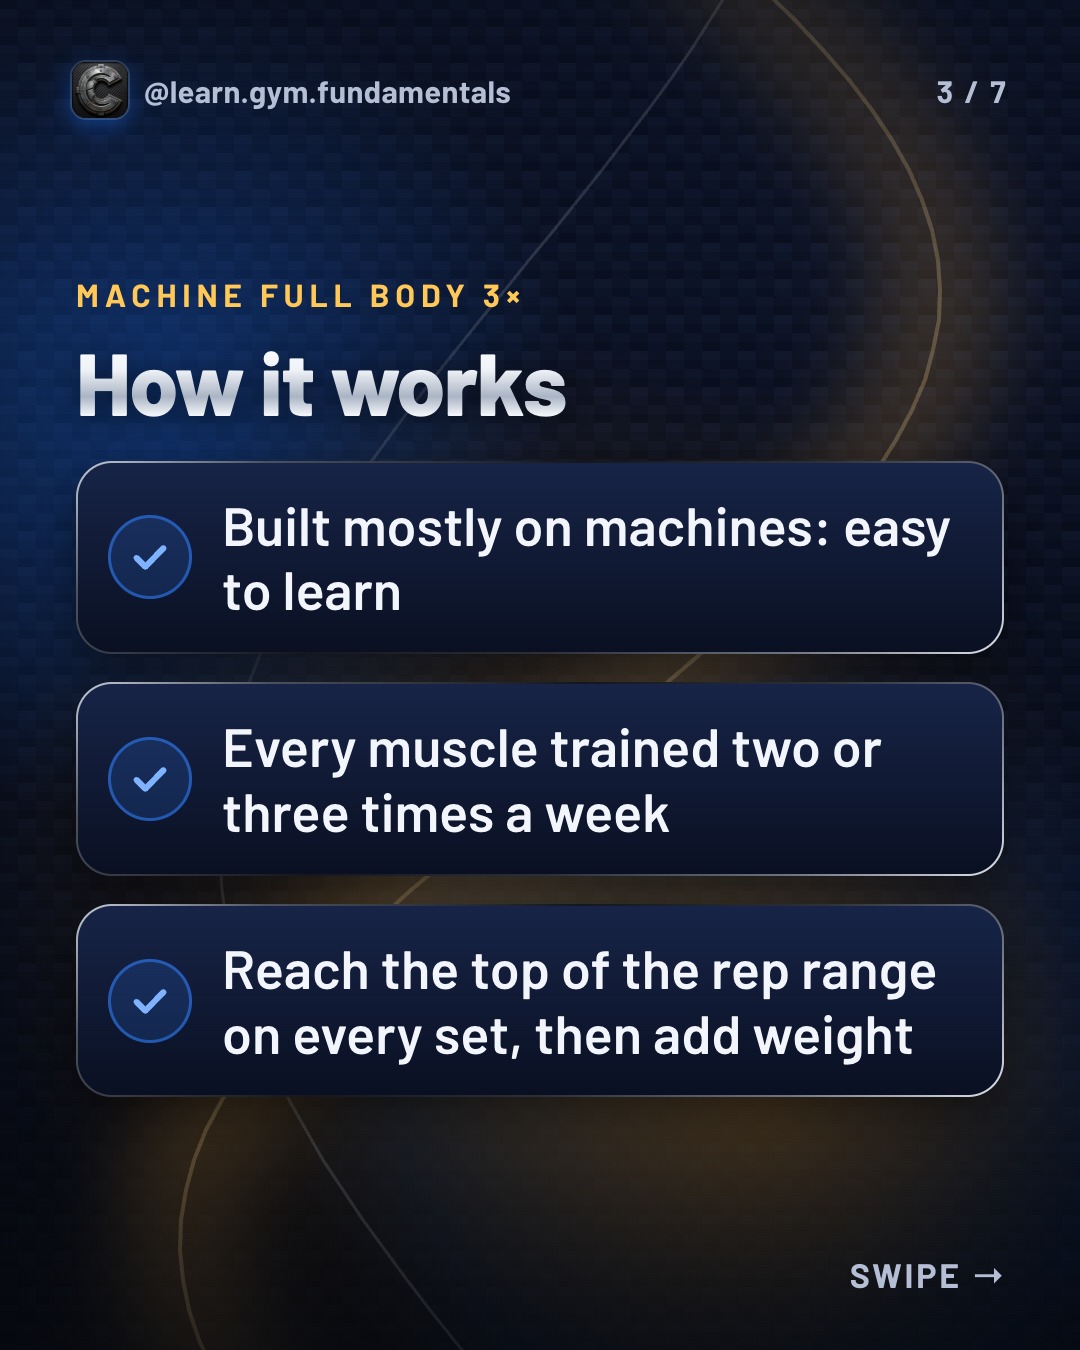 @learn.gym.fundamentals
3 / 7
MACHINE FULL BODY 3×
How it works
Built mostly on machines: easy
to learn
Every muscle trained two or
three times a week
Reach the top of the rep range
on every set, then add weight
SWIPE →